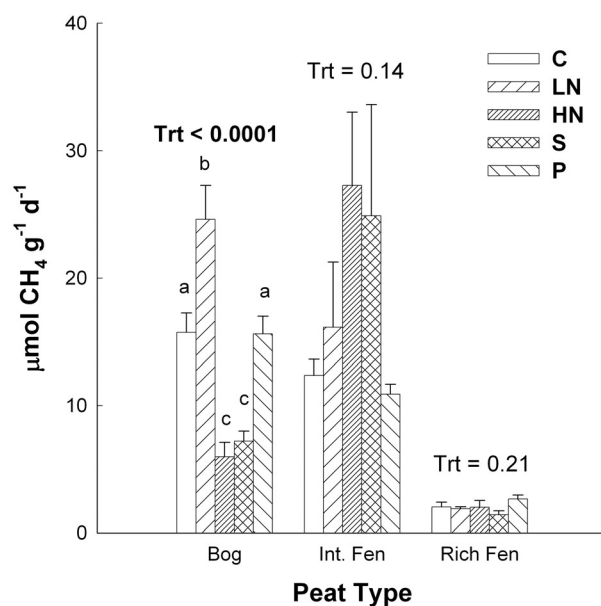 40
30
20
10
0
µmol CH₄ g⁻¹ d⁻¹
C
LN
HN
S
P
Trt < 0.0001
Trt = 0.14
Trt = 0.21
a
b
c
c
a
Bog
Int. Fen
Rich Fen
Peat Type